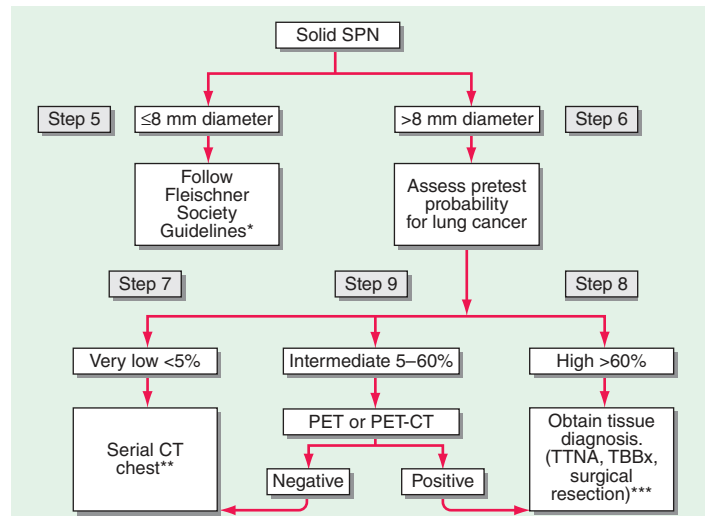 Solid SPN
Step 5
≤8 mm diameter
>8 mm diameter
Step 6
Follow
Fleischner
Society
Guidelines*
Assess pretest
probability
for lung cancer
Step 7
Step 9
Step 8
Very low <5%
Intermediate 5–60%
High >60%
Serial CT
chest**
PET or PET-CT
Negative
Positive
Obtain tissue
diagnosis.
(TTNA, TBBx,
surgical
resection)***